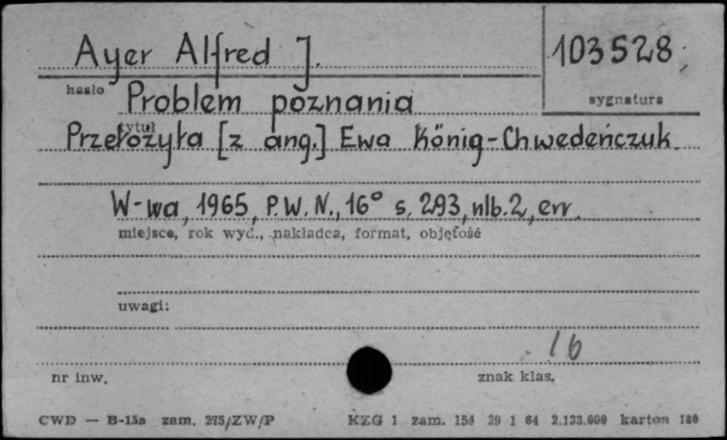 Ayer Alfred J.
103528
hasło
Problem poznania
sygnatura
tytuł
Przełożyła [z ang.] Ewa König-Chwedeńczuk.
W-wa, 1965, P.W.N., 16° s. 293, nlb. 2, err.
miejsce, rok wyd., nakładca, format, objętość
uwagi:
16
nr inw.
znak klas.
CWD — B-15a zam. 275/ZW/P
KZG 1 zam. 154 29 1 64 2.133.000 karton 180